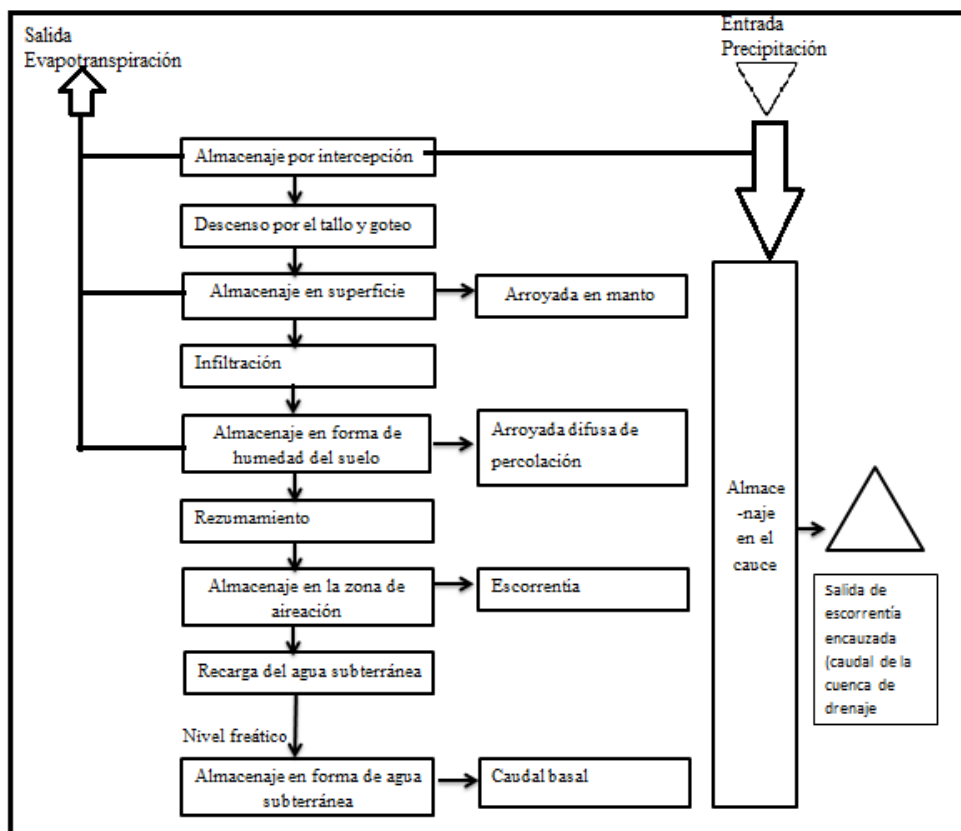 Salida
Evapotranspiración
Entrada
Precipitación
Almacenaje por intercepción
Descenso por el tallo y goteo
Almacenaje en superficie
Arroyada en manto
Infiltración
Almacenaje en forma de
humedad del suelo
Arroyada difusa de
percolación
Rezumamiento
Almacenaje en la zona de
aireación
Escorrentía
Recarga del agua subterránea
Nivel freático
Almacenaje en forma de agua
subterránea
Caudal basal
Almace
-naje
en el
cauce
Salida de
escorrentía
encauzada
(caudal de la
cuenca de
drenaje